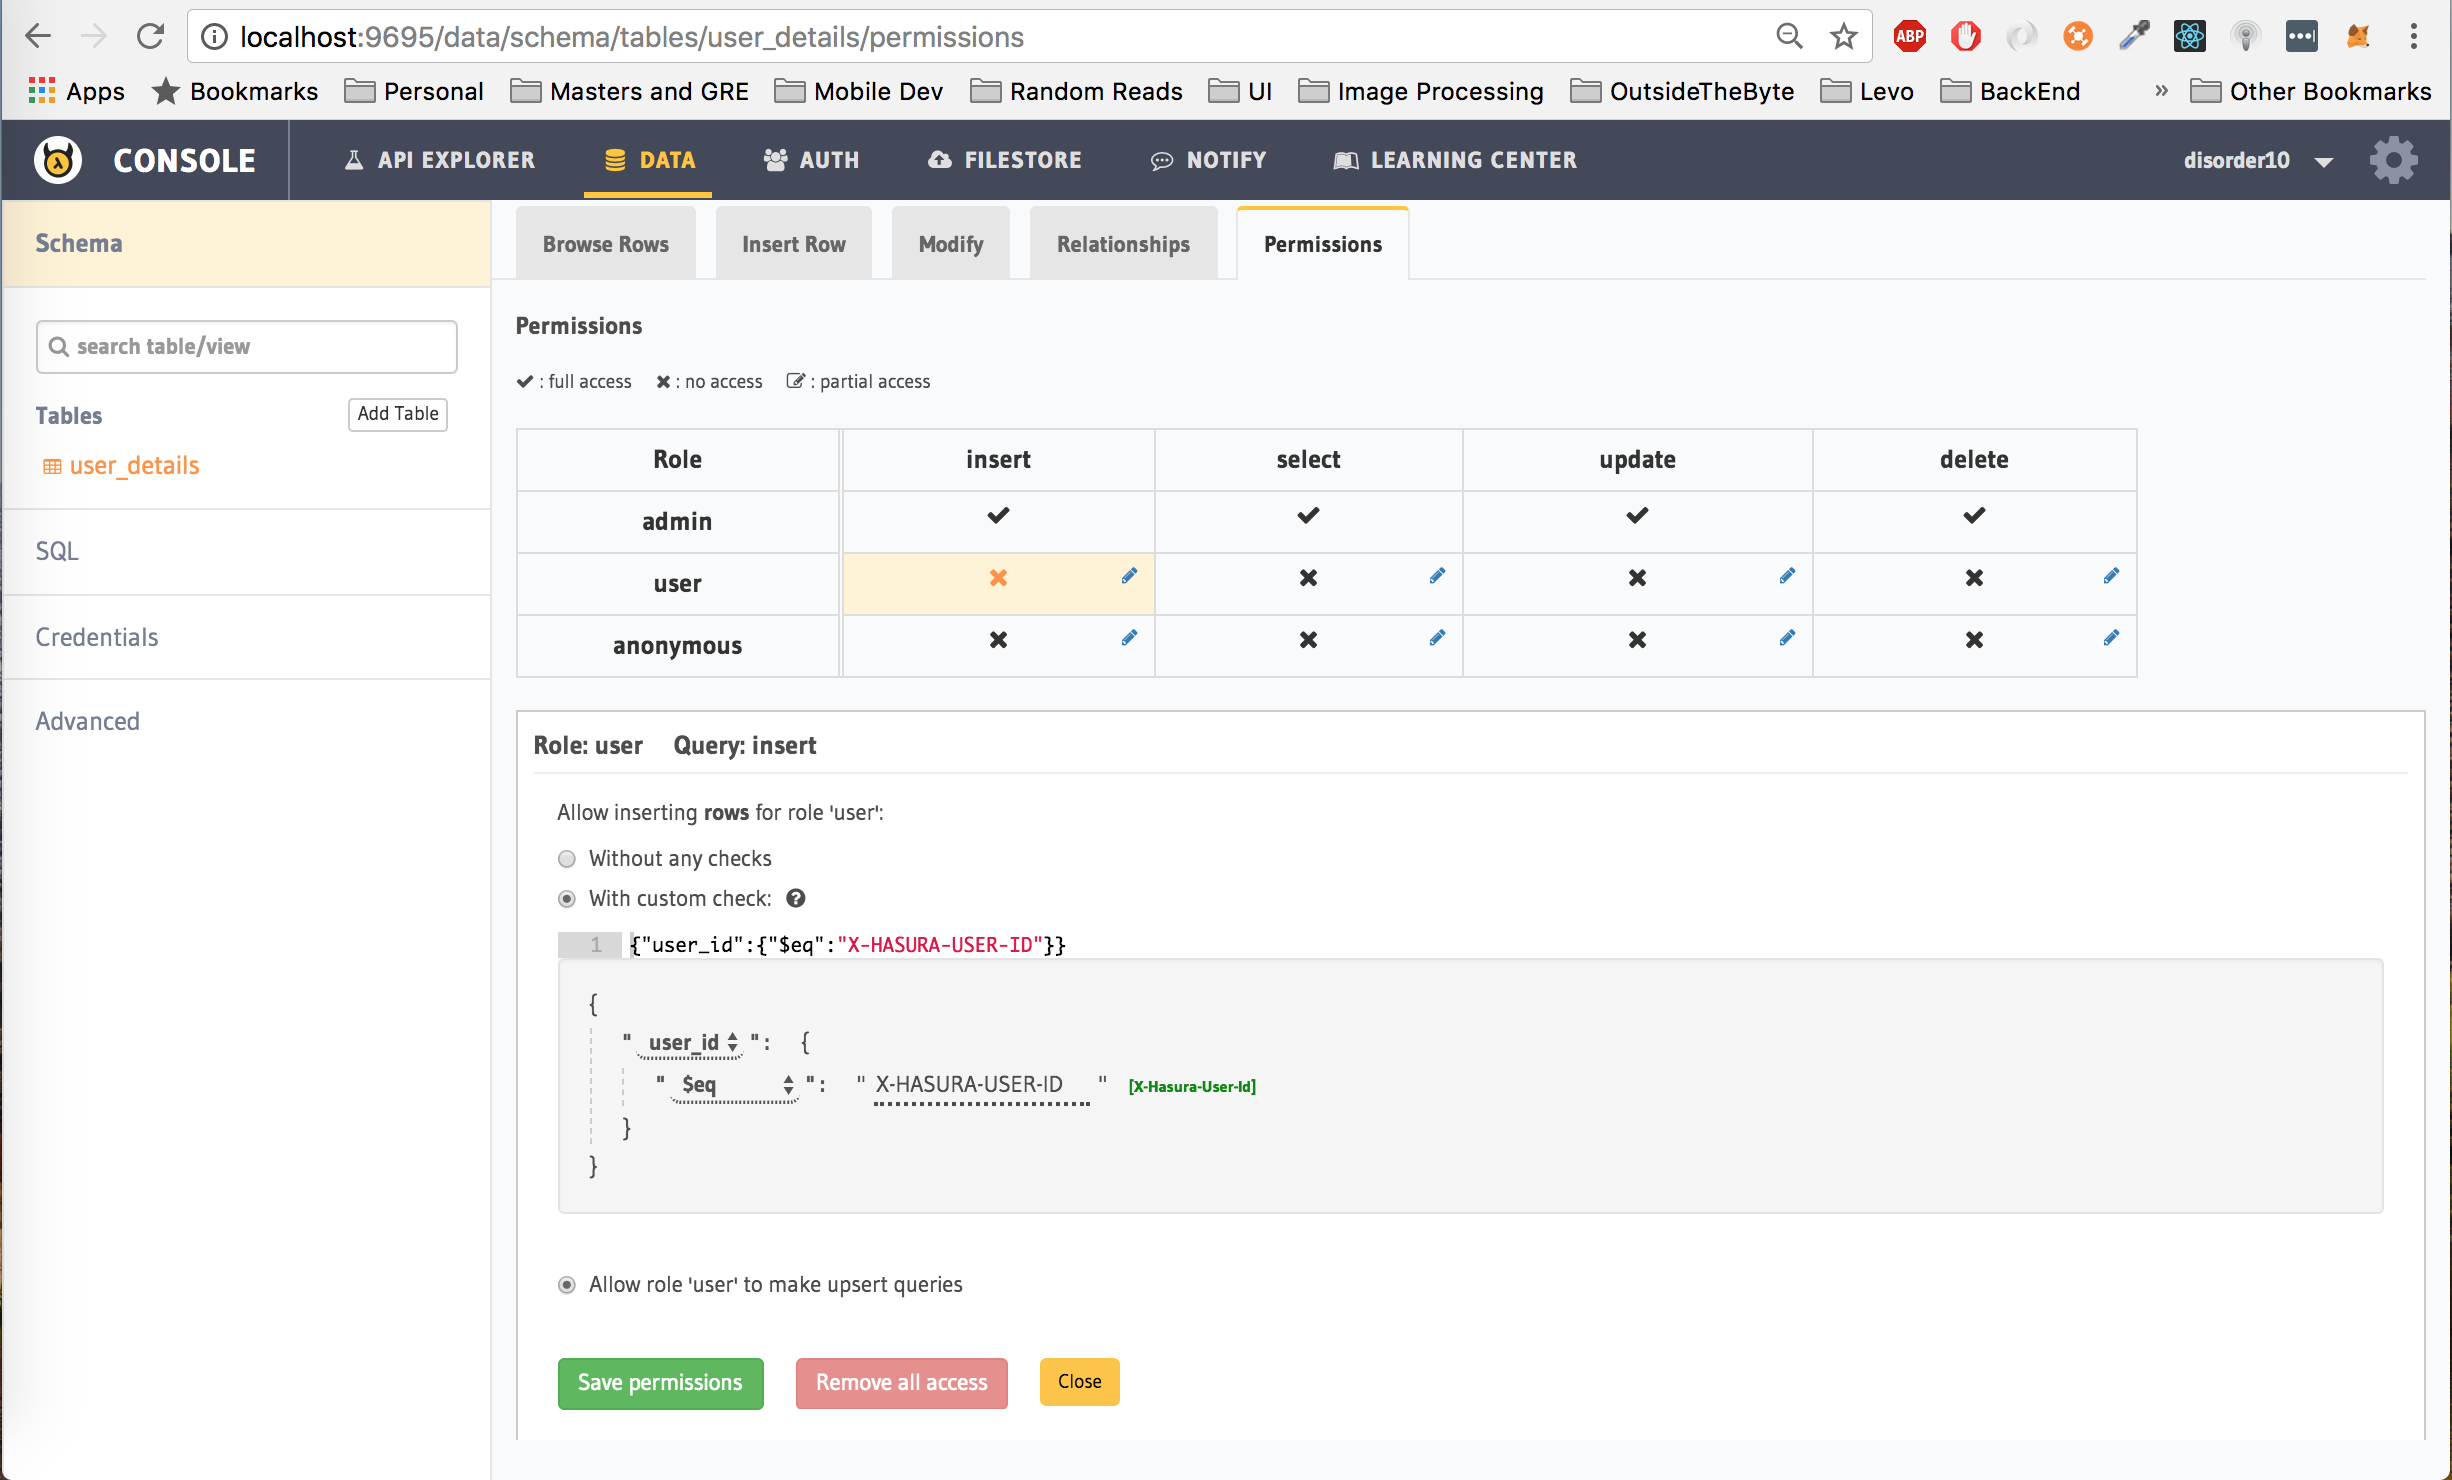 localhost:9695/data/schema/tables/user_details/permissions
ABP
Apps Bookmarks Personal Masters and GRE Mobile Dev Random Reads UI Image Processing OutsideTheByte Levo BackEnd » Other Bookmarks
CONSOLE API EXPLORER DATA AUTH FILESTORE NOTIFY LEARNING CENTER disorder10
Schema
Browse Rows Insert Row Modify Relationships Permissions
search table/view
Tables Add Table
user_details
SQL
Credentials
Advanced
Permissions
: full access : no access : partial access
Role insert select update delete
admin
user
anonymous
Role: user Query: insert
Allow inserting rows for role 'user':
Without any checks
With custom check:
1 {"user_id":{"$eq":"X-HASURA-USER-ID"}}
{
" user_id ": {
" $eq ": " X-HASURA-USER-ID " [X-Hasura-User-Id]
}
}
Allow role 'user' to make upsert queries
Save permissions Remove all access Close